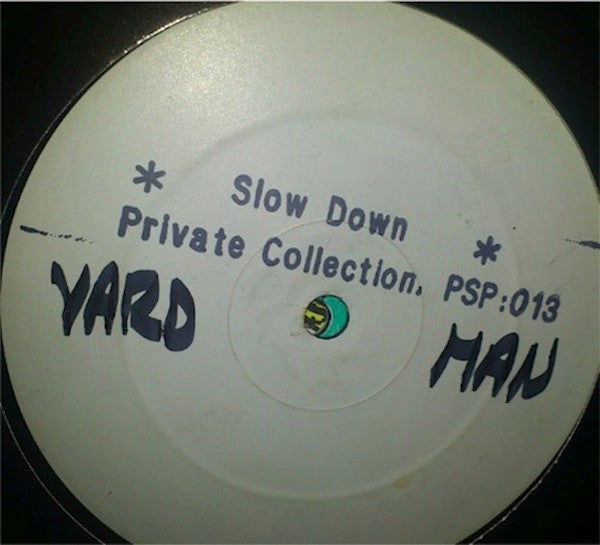 * Slow Down *
Private Collection, PSP:013
YARD MAN